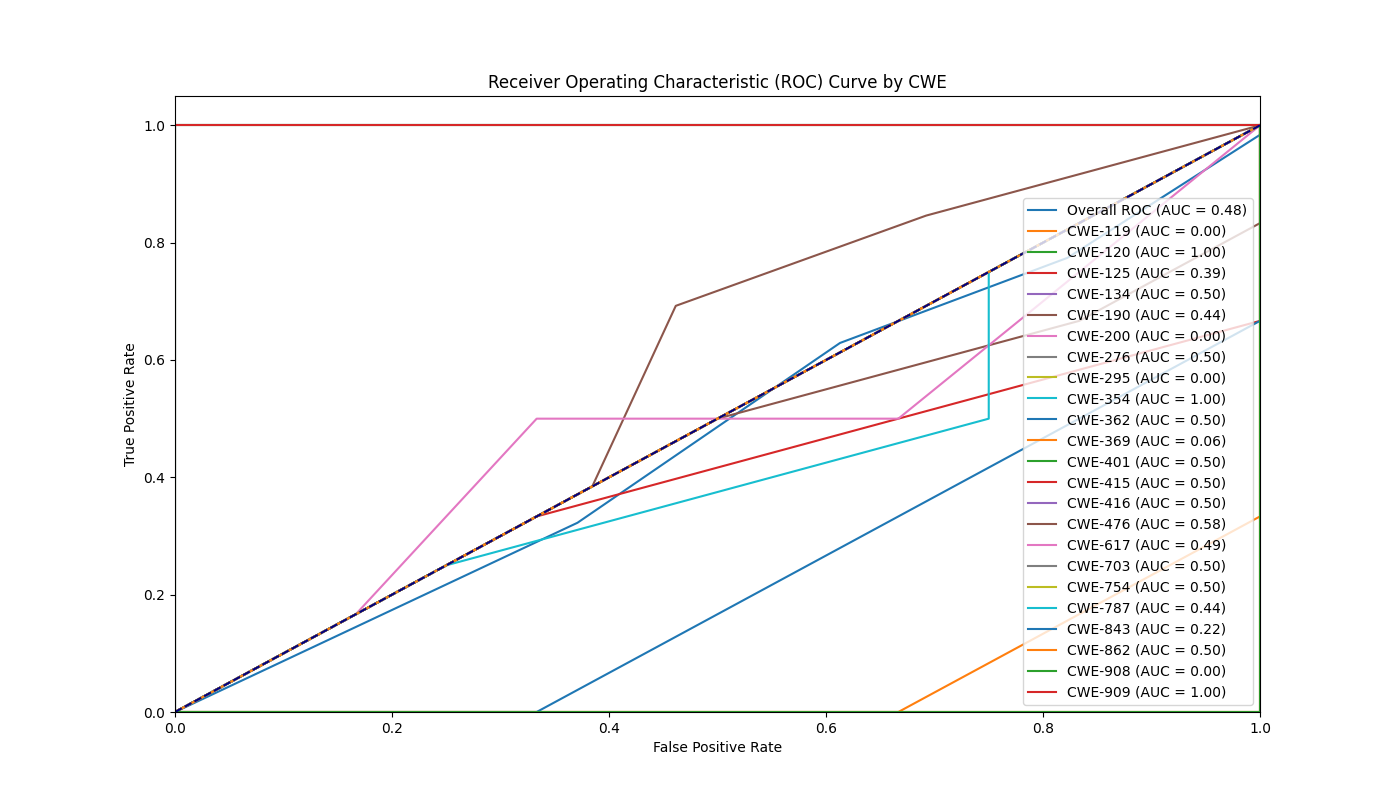 Receiver Operating Characteristic (ROC) Curve by CWE
True Positive Rate
1.0
0.8
0.6
0.4
0.2
0.0
Overall ROC (AUC = 0.48)
CWE-119 (AUC = 0.00)
CWE-120 (AUC = 1.00)
CWE-125 (AUC = 0.39)
CWE-134 (AUC = 0.50)
CWE-190 (AUC = 0.44)
CWE-200 (AUC = 0.00)
CWE-276 (AUC = 0.50)
CWE-295 (AUC = 0.00)
CWE-354 (AUC = 1.00)
CWE-362 (AUC = 0.50)
CWE-369 (AUC = 0.06)
CWE-401 (AUC = 0.50)
CWE-415 (AUC = 0.50)
CWE-416 (AUC = 0.50)
CWE-476 (AUC = 0.58)
CWE-617 (AUC = 0.49)
CWE-703 (AUC = 0.50)
CWE-754 (AUC = 0.50)
CWE-787 (AUC = 0.44)
CWE-843 (AUC = 0.22)
CWE-862 (AUC = 0.50)
CWE-908 (AUC = 0.00)
CWE-909 (AUC = 1.00)
0.0 0.2 0.4 0.6 0.8 1.0
False Positive Rate